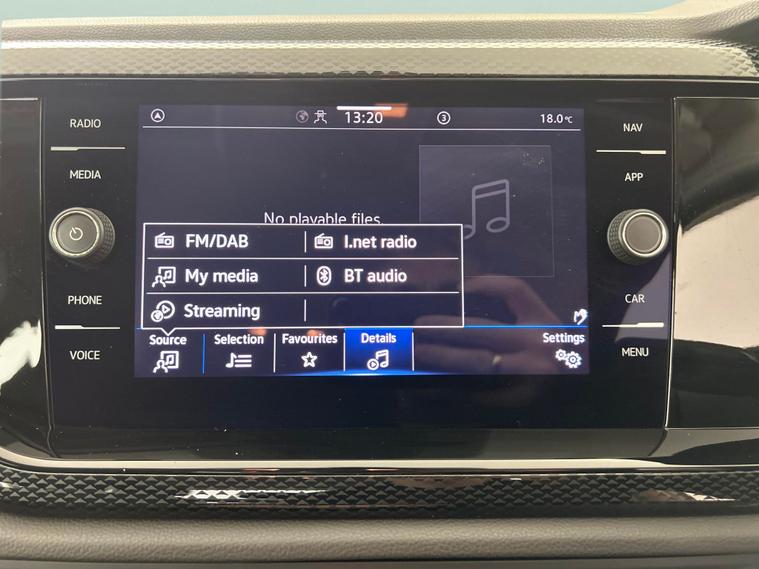 RADIO
MEDIA
PHONE
VOICE
13:20
3
18.0°C
No playable files.
FM/DAB
I.net radio
My media
BT audio
Streaming
Source
Selection
Favourites
Details
Settings
NAV
APP
CAR
MENU